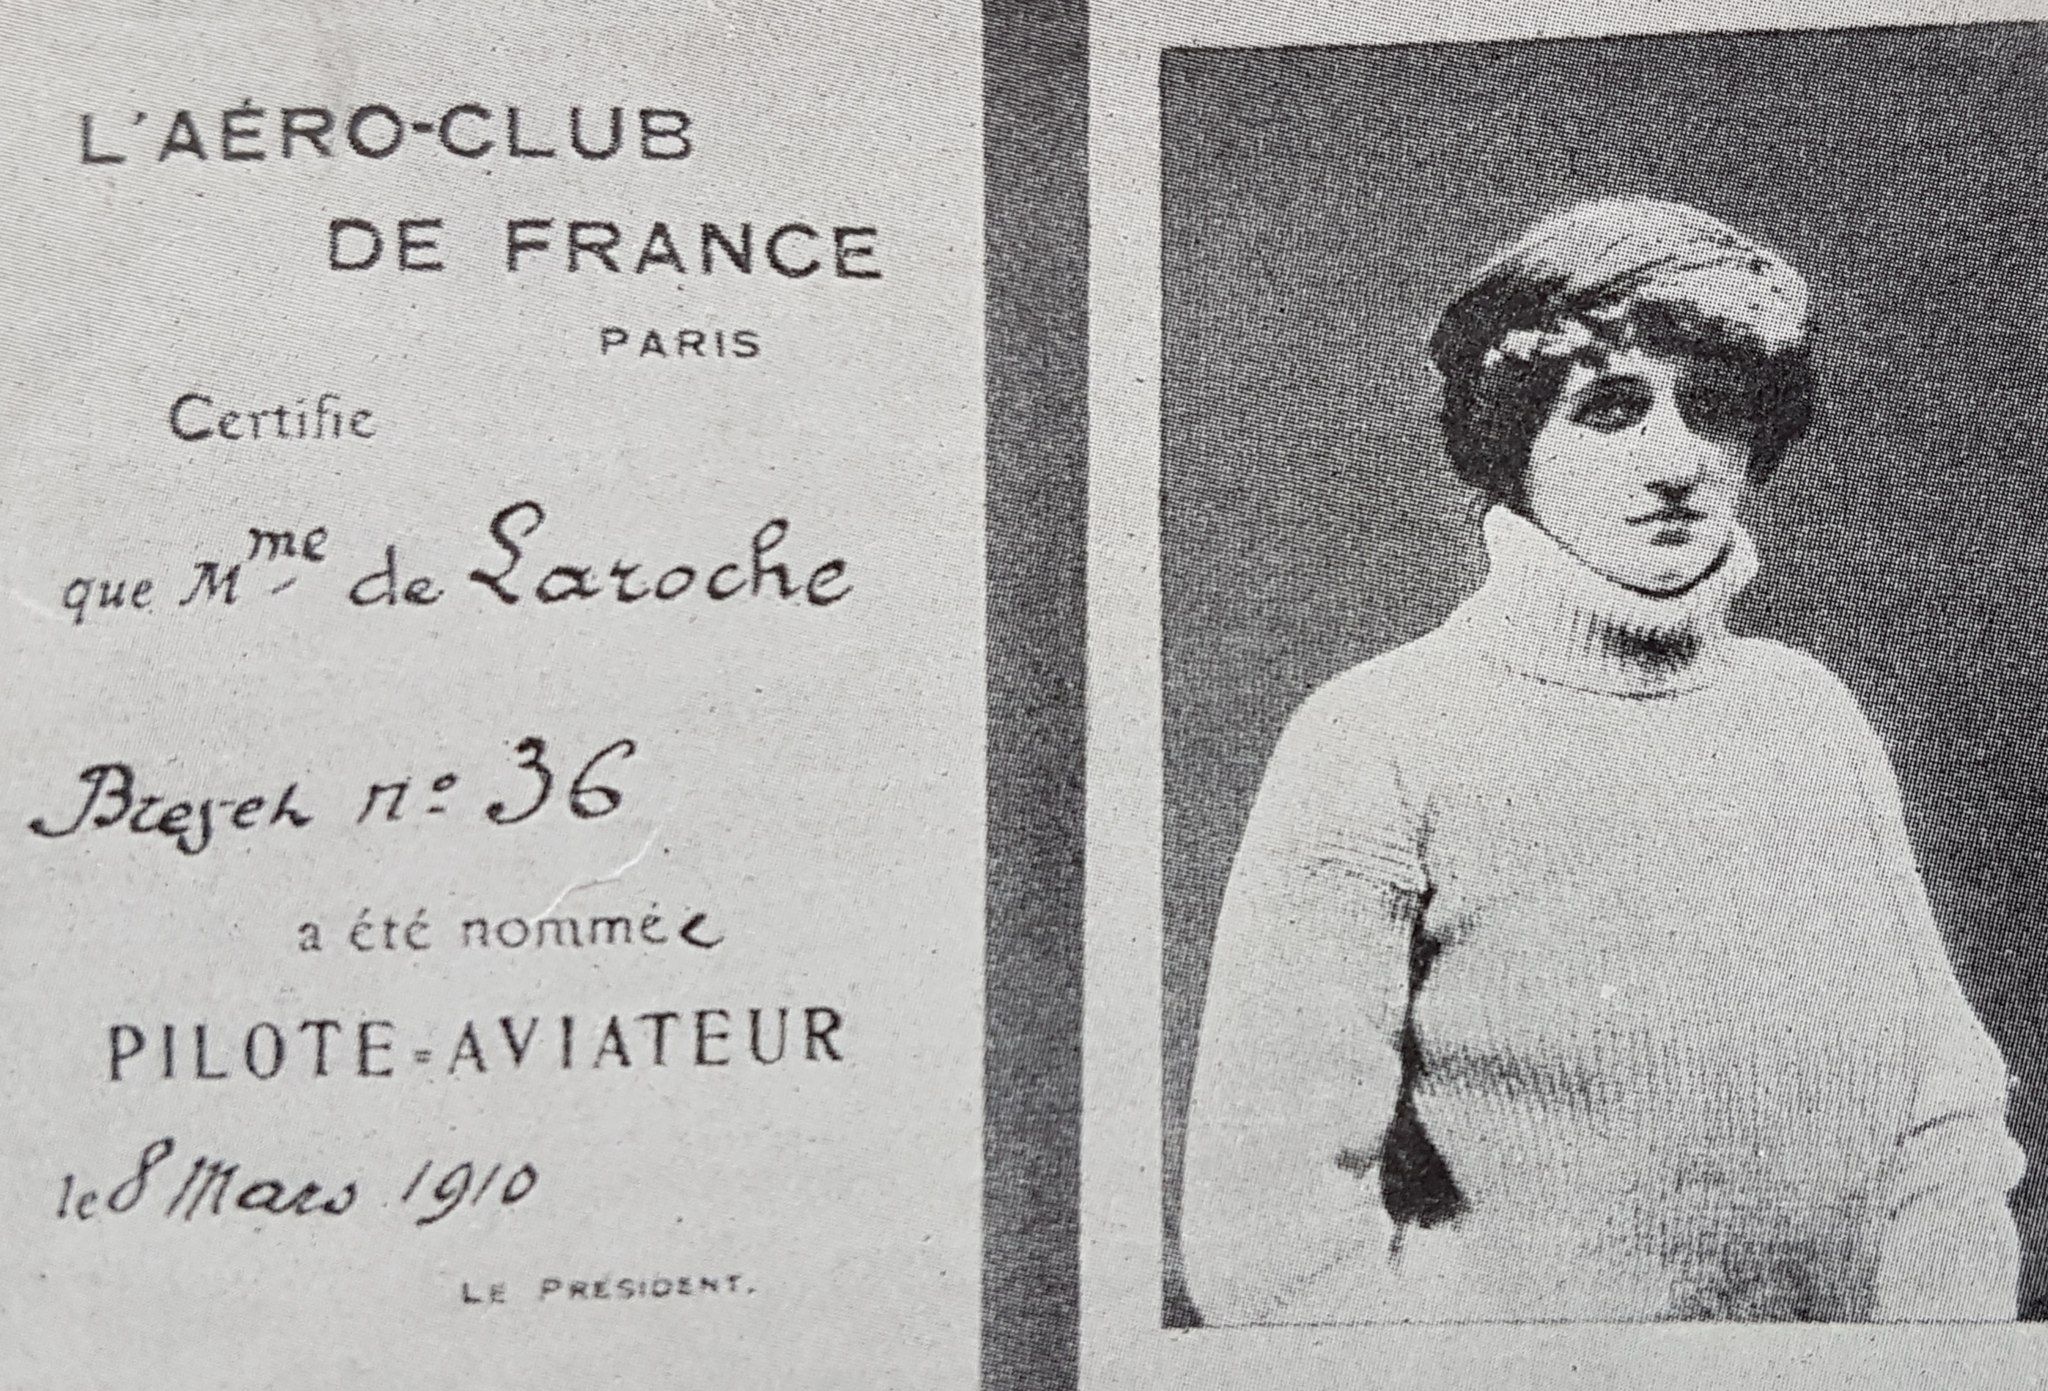 L'AÉRO-CLUB
DE FRANCE
PARIS
Certifie
que Mme de Laroche
Brevet n° 36
a été nommée
PILOTE=AVIATEUR
le 8 Mars 1910
LE PRÉSIDENT.